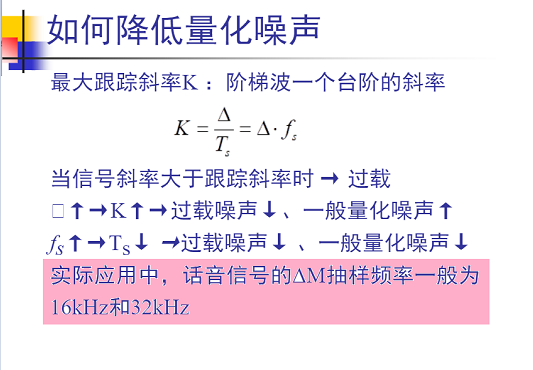 如何降低量化噪声
最大跟踪斜率K ：阶梯波一个台阶的斜率
K = Δ/Ts = Δ · fs
当信号斜率大于跟踪斜率时 → 过载
□↑→K↑→过载噪声↓、一般量化噪声↑
fS↑→TS↓ →过载噪声↓ 、一般量化噪声↓
实际应用中，话音信号的ΔM抽样频率一般为
16kHz和32kHz